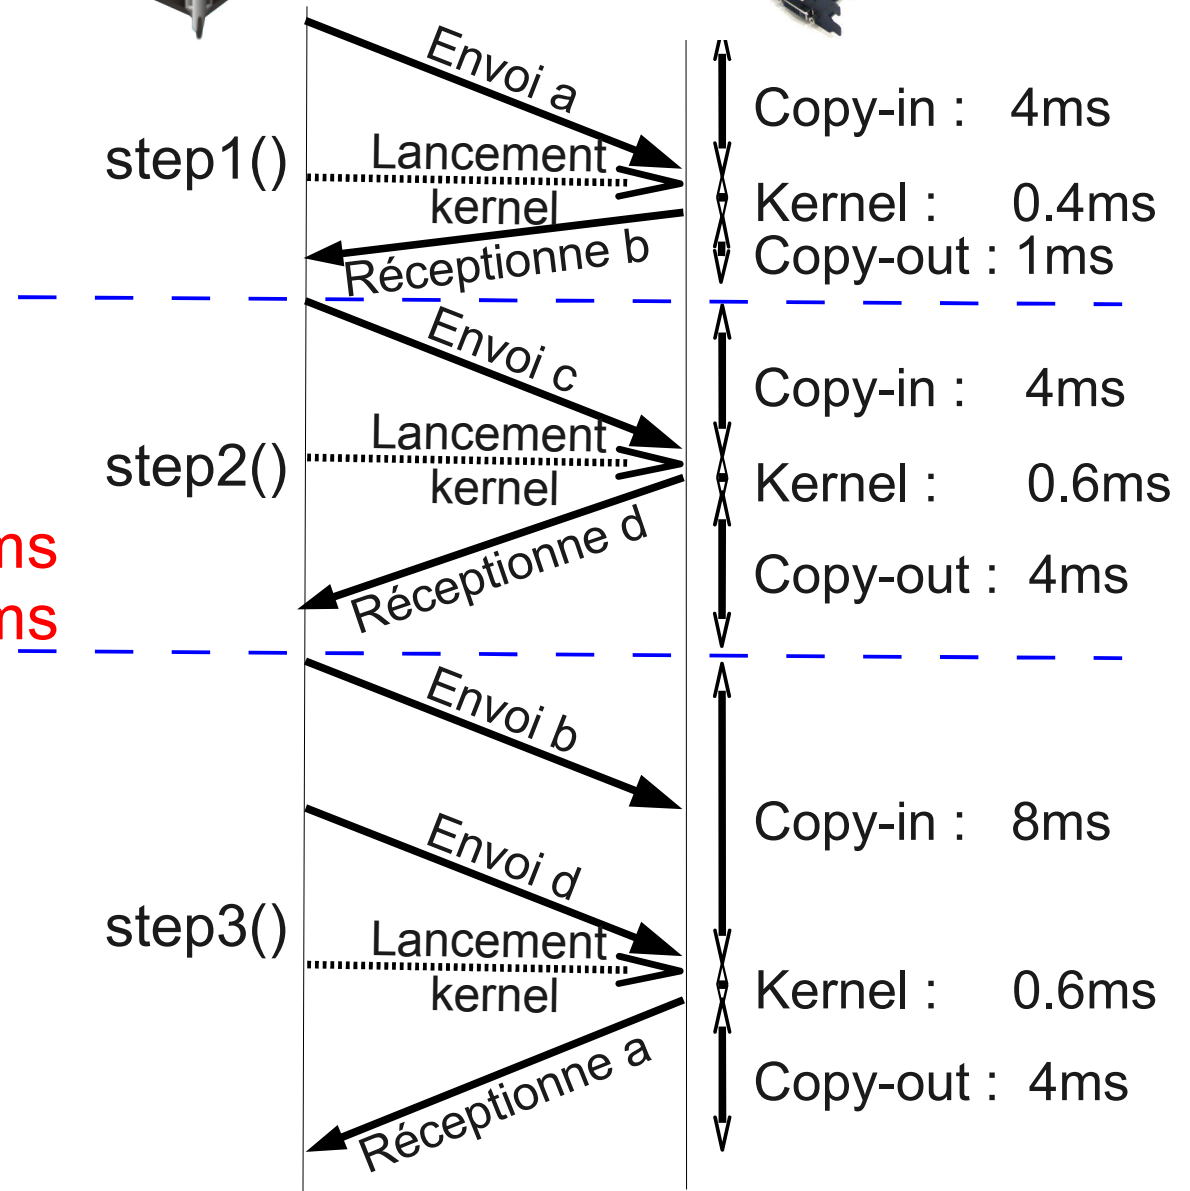 Envoi a
Copy-in : 4ms
step1()
Lancement
kernel
Kernel : 0.4ms
Réceptionne b
Copy-out : 1ms
Envoi c
Copy-in : 4ms
step2()
Lancement
kernel
Kernel : 0.6ms
Réceptionne d
Copy-out : 4ms
ms
ms
Envoi b
Copy-in : 8ms
Envoi d
step3()
Lancement
kernel
Kernel : 0.6ms
Réceptionne a
Copy-out : 4ms